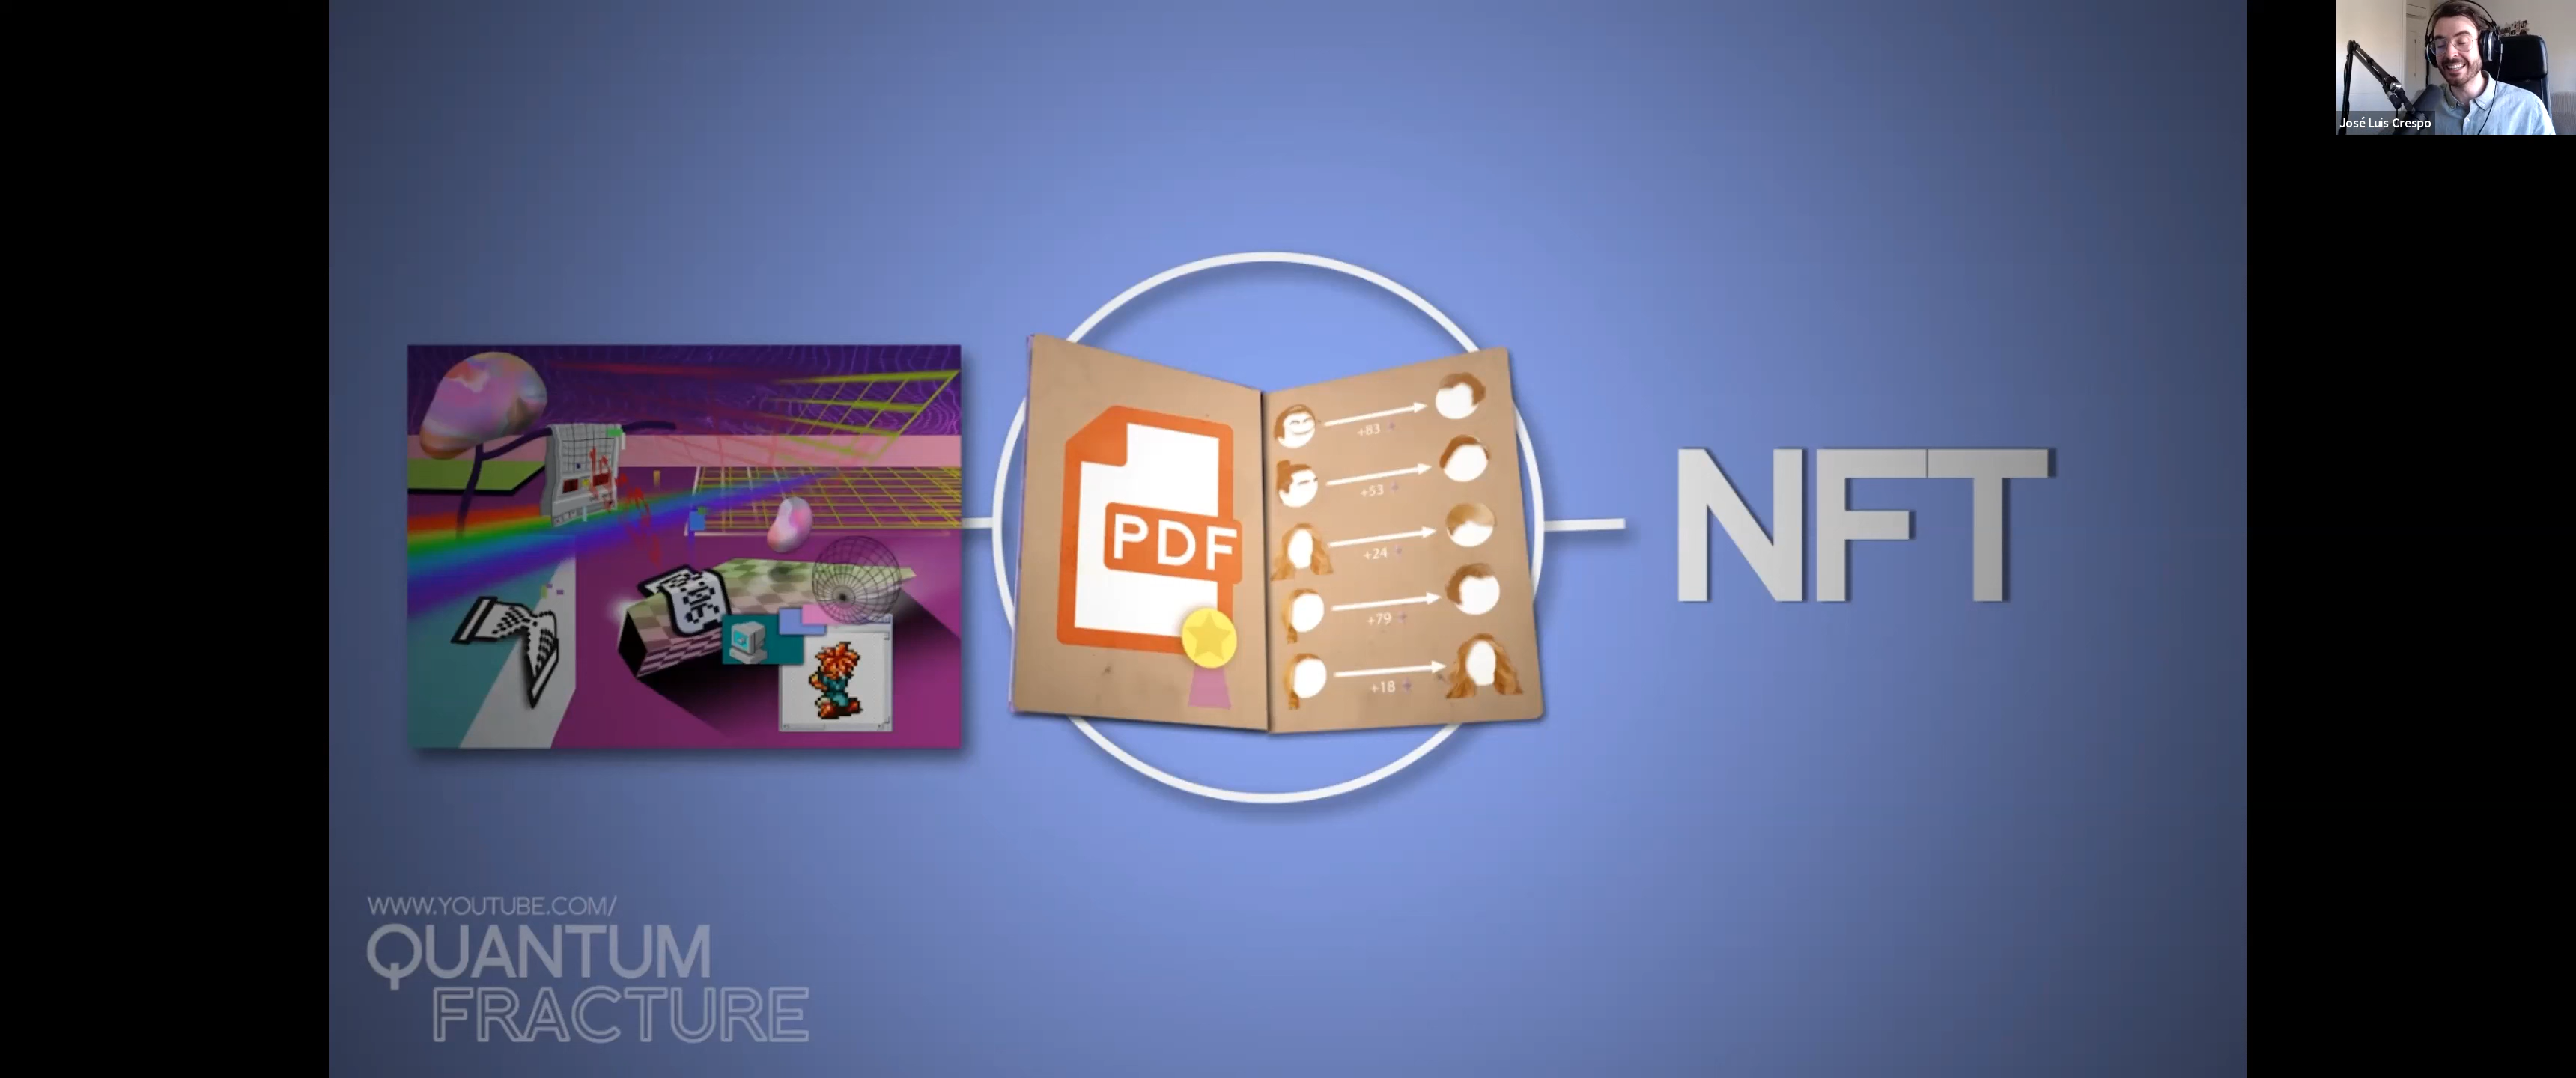 José Luis Crespo
PDF
+83
+53
+24
+79
+18
NFT
WWW.YOUTUBE.COM/
QUANTUM
FRACTURE